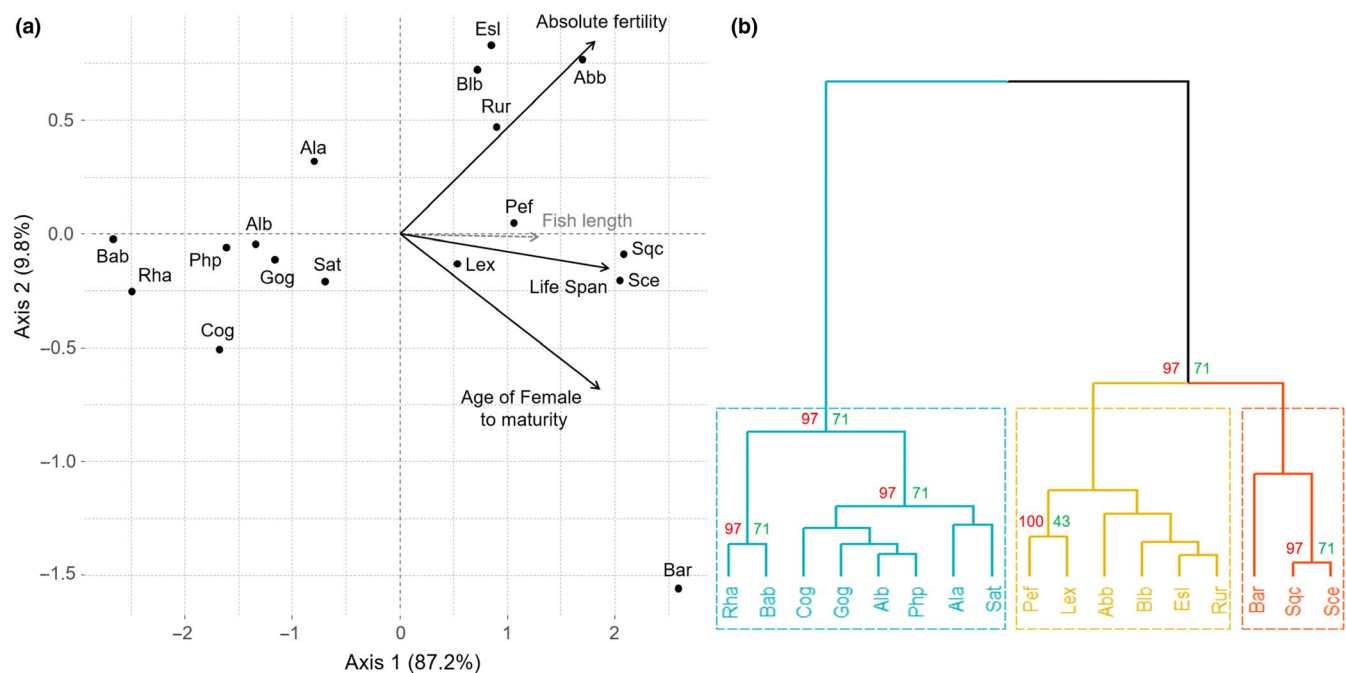 (a)
Absolute fertility
Esl
Blb
Abb
Rur
Ala
Pef
Fish length
Alb
Bab
Php
Rha
Gog
Sat
Lex
Sqc
Sce
Life Span
Cog
Age of Female
to maturity
Bar
0.5
0.0
−0.5
−1.0
−1.5
Axis 2 (9.8%)
−2
−1
0
1
2
Axis 1 (87.2%)
(b)
97 71
97 71
97 71
97 71
100 43
97 71
Rha Bab Cog Gog Alb Php Ala Sat Pef Lex Abb Blb Esl Rur Bar Sqc Sce